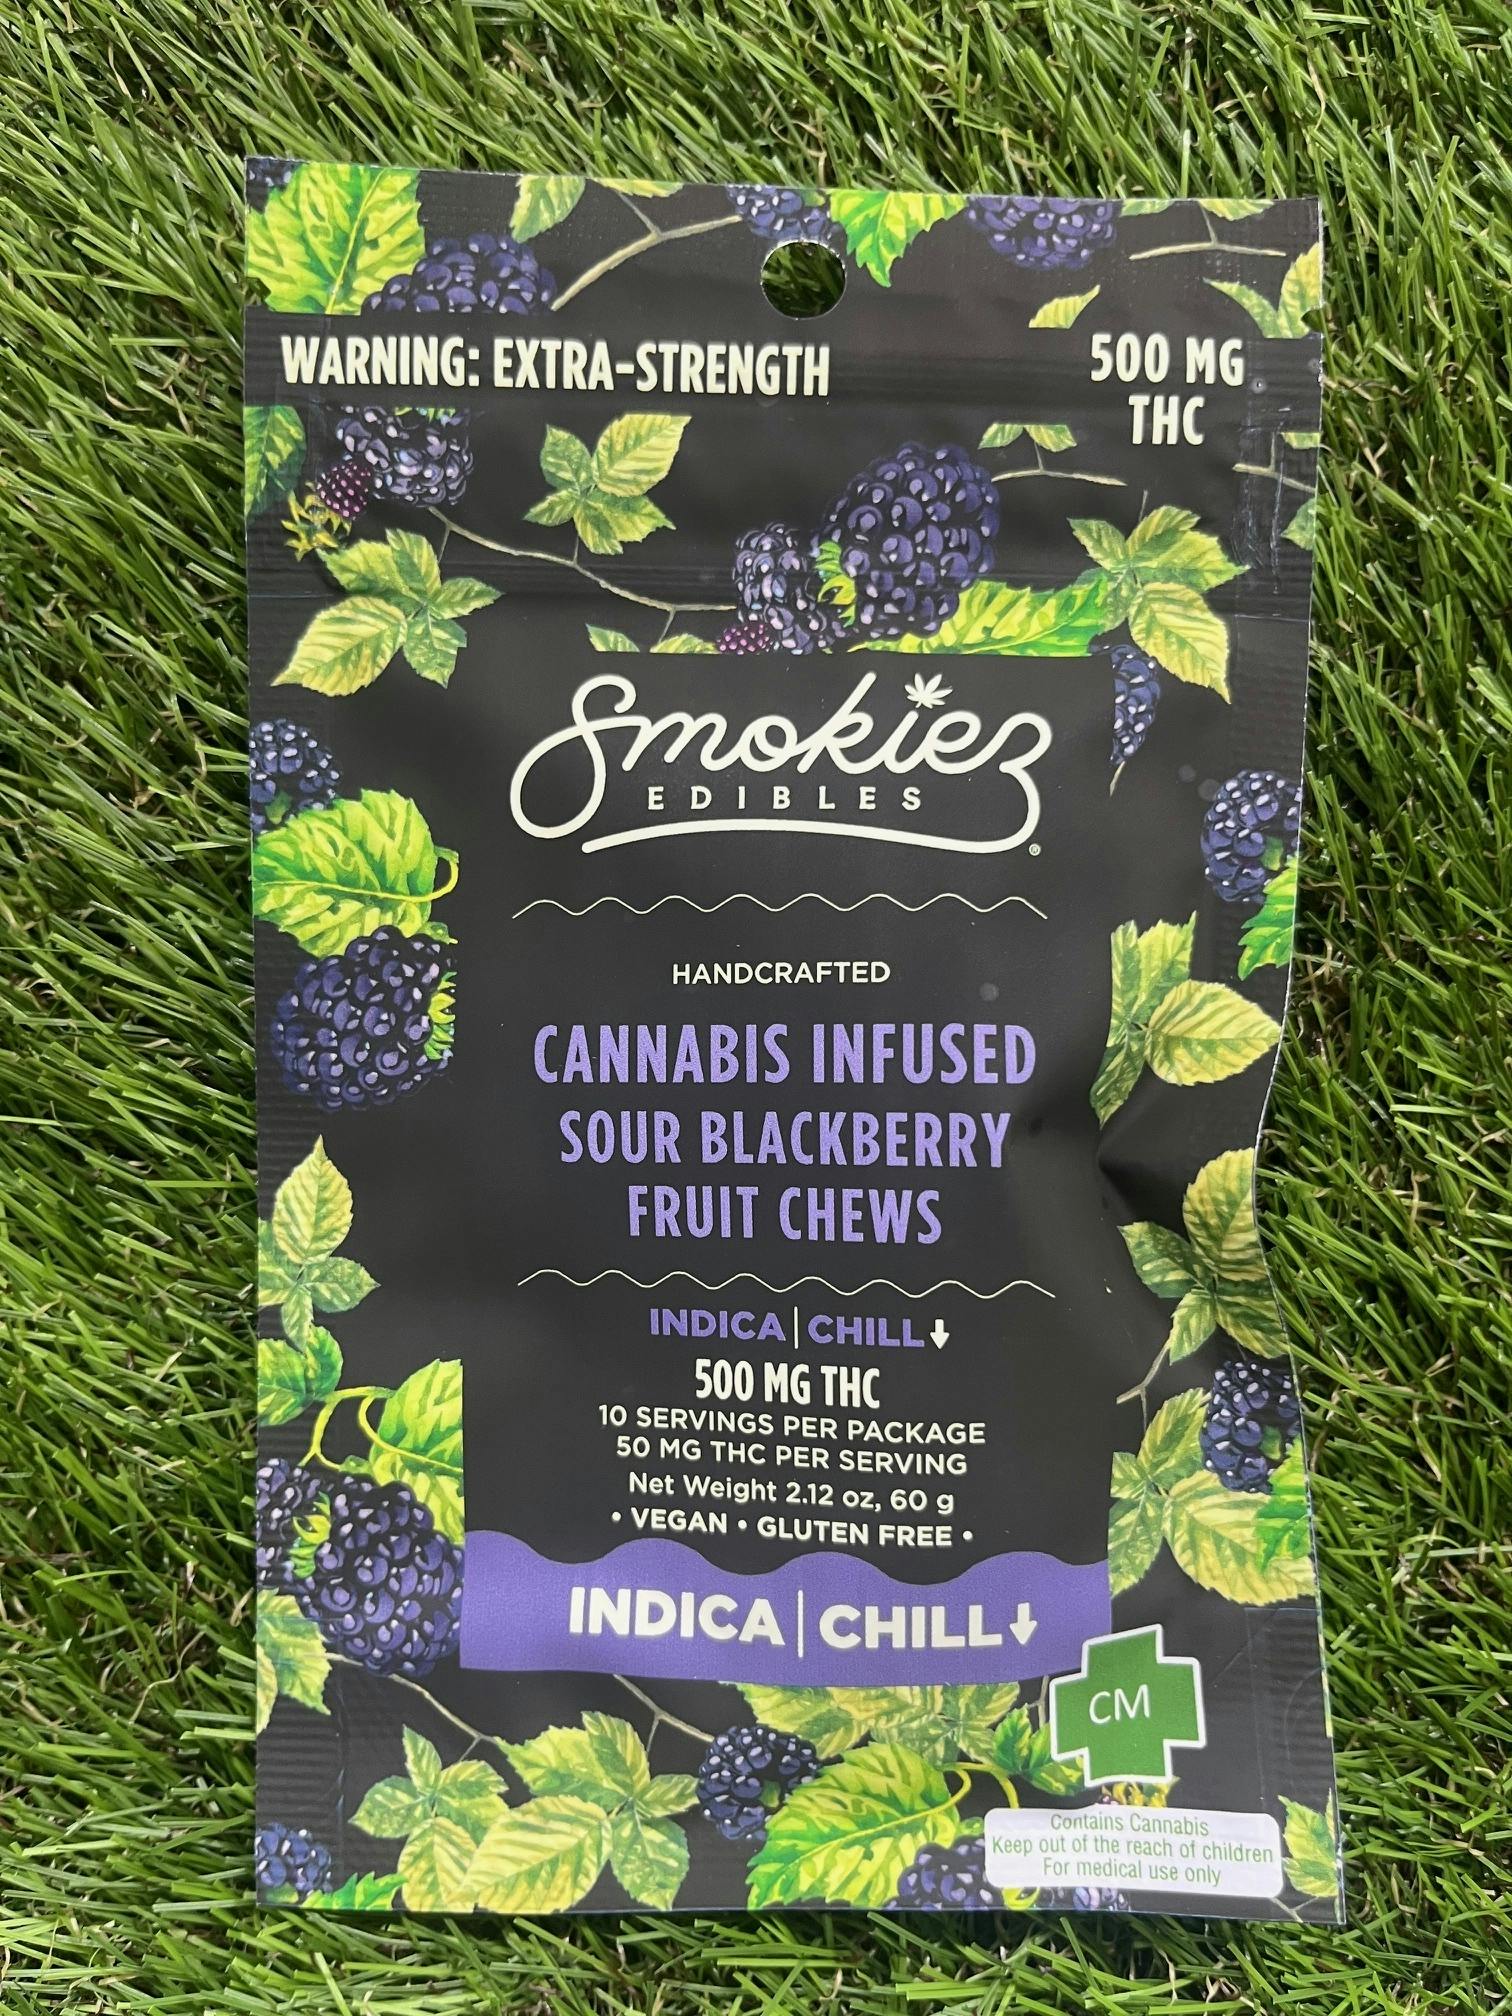 WARNING: EXTRA-STRENGTH
500 MG
THC
Smokiez
EDIBLES
®
HANDCRAFTED
CANNABIS INFUSED
SOUR BLACKBERRY
FRUIT CHEWS
INDICA | CHILL↓
500 MG THC
10 SERVINGS PER PACKAGE
50 MG THC PER SERVING
Net Weight 2.12 oz, 60 g
• VEGAN • GLUTEN FREE •
INDICA | CHILL↓
CM
Contains Cannabis
Keep out of the reach of children
For medical use only